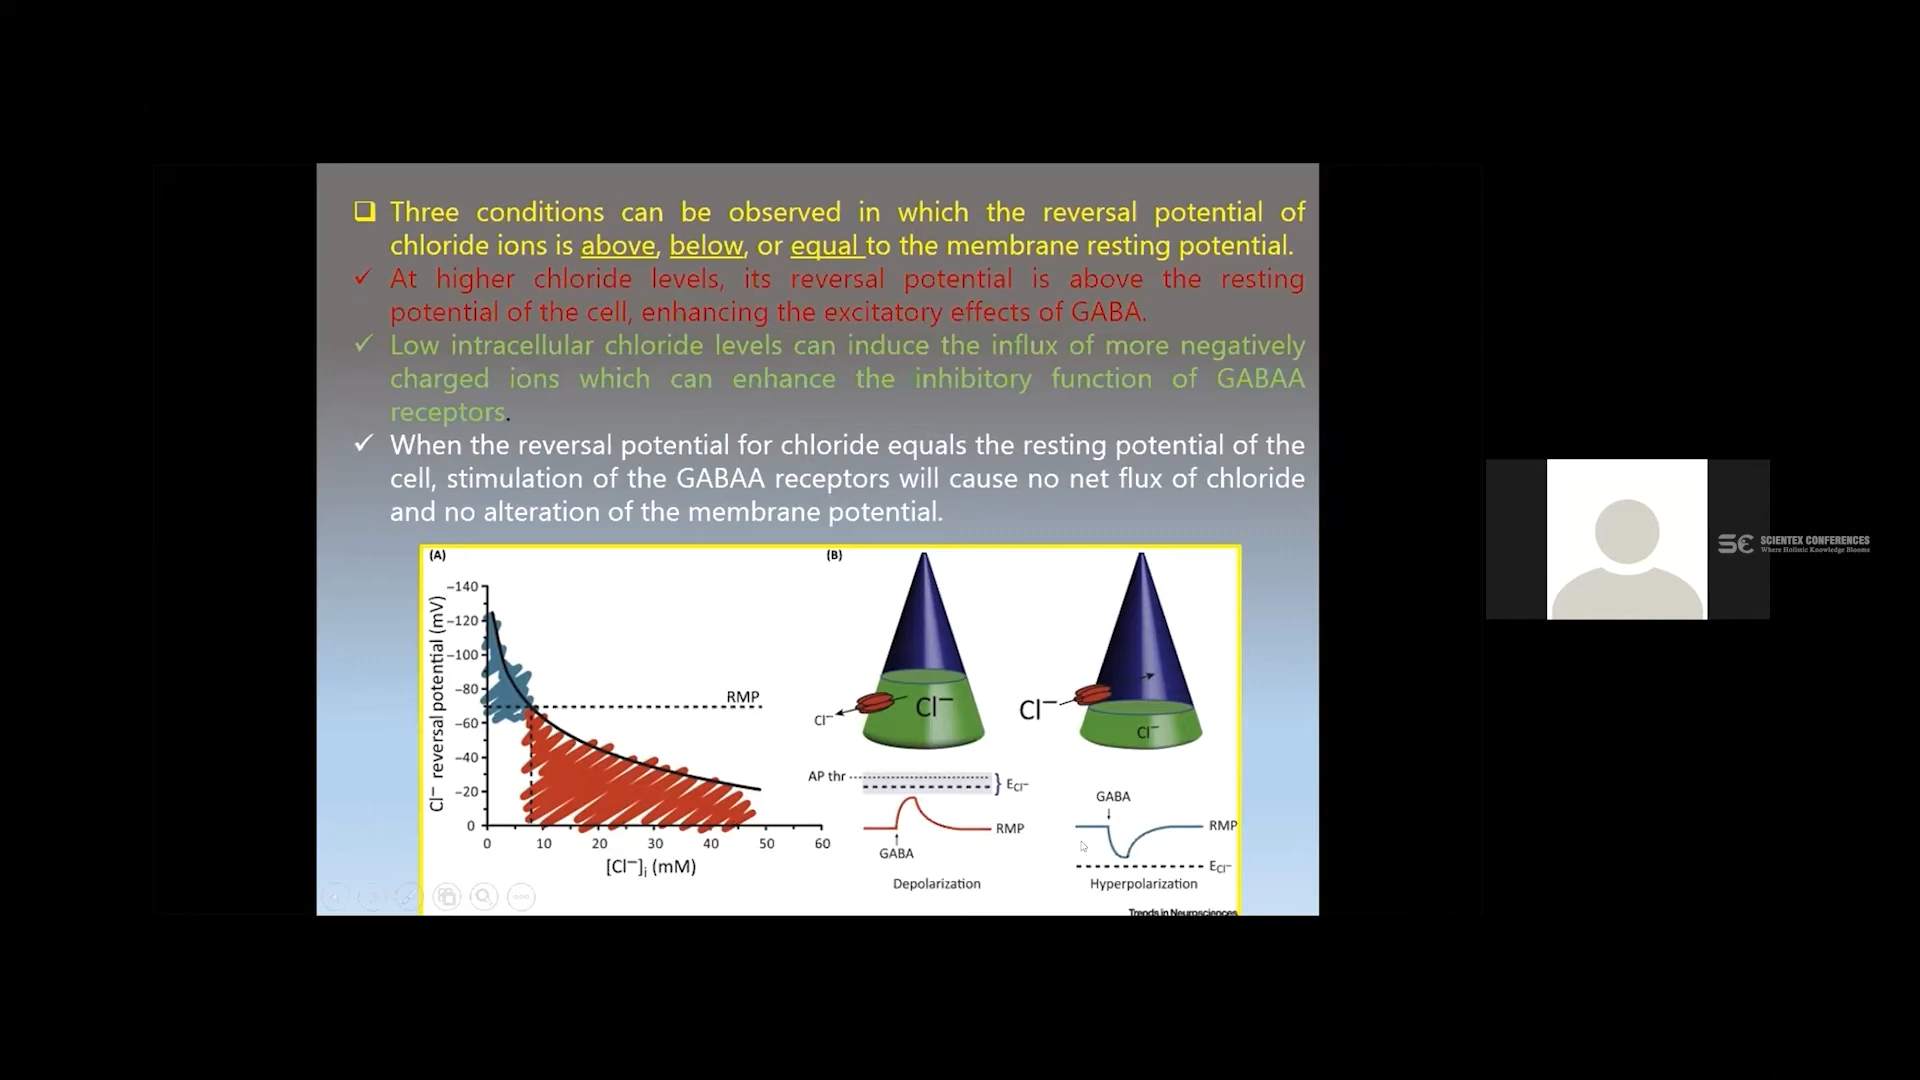 Three conditions can be observed in which the reversal potential of
chloride ions is above, below, or equal to the membrane resting potential.
At higher chloride levels, its reversal potential is above the resting
potential of the cell, enhancing the excitatory effects of GABA.
Low intracellular chloride levels can induce the influx of more negatively
charged ions which can enhance the inhibitory function of GABAA
receptors.
When the reversal potential for chloride equals the resting potential of the
cell, stimulation of the GABAA receptors will cause no net flux of chloride
and no alteration of the membrane potential.
(A)
Cl⁻ reversal potential (mV)
−140
−120
−100
−80
−60
−40
−20
0
RMP
0 10 20 30 40 50 60
[Cl⁻]i (mM)
(B)
Cl⁻
Cl⁻
Cl⁻
Cl⁻
AP thr
ECl⁻
RMP
GABA
Depolarization
GABA
RMP
ECl⁻
Hyperpolarization
Trends in Neurosciences
SC SCIENTEX CONFERENCES
Where Holistic Knowledge Blooms